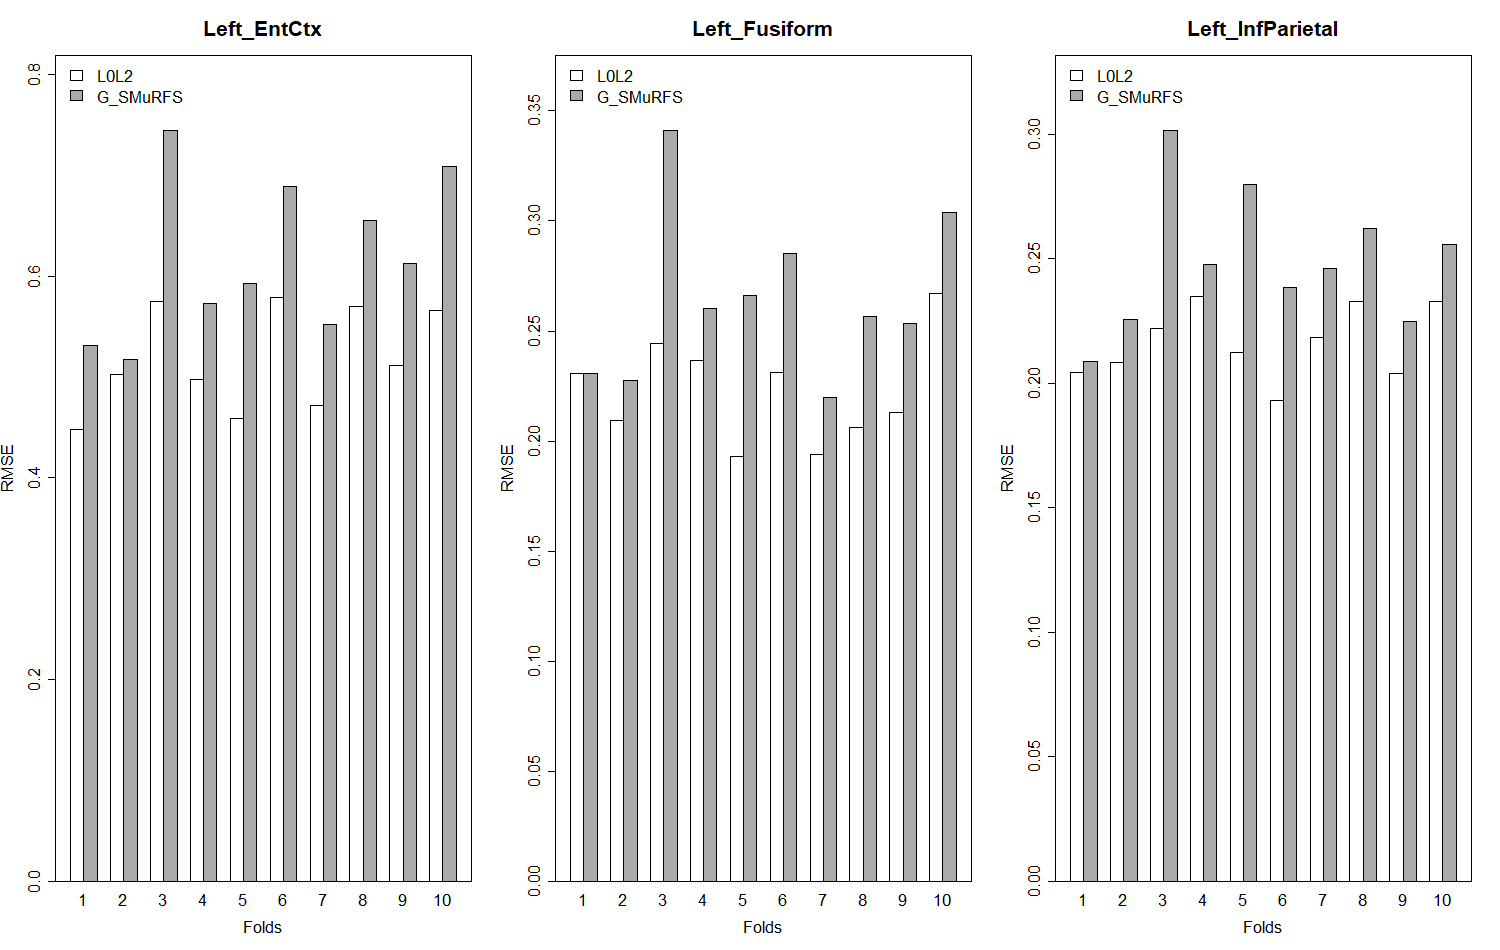 Left_EntCtx
L0L2
G_SMuRFS
0.8
0.6
0.4
0.2
0.0
RMSE
1 2 3 4 5 6 7 8 9 10
Folds
Left_Fusiform
L0L2
G_SMuRFS
0.35
0.30
0.25
0.20
0.15
0.10
0.05
0.00
RMSE
1 2 3 4 5 6 7 8 9 10
Folds
Left_InfParietal
L0L2
G_SMuRFS
0.30
0.25
0.20
0.15
0.10
0.05
0.00
RMSE
1 2 3 4 5 6 7 8 9 10
Folds